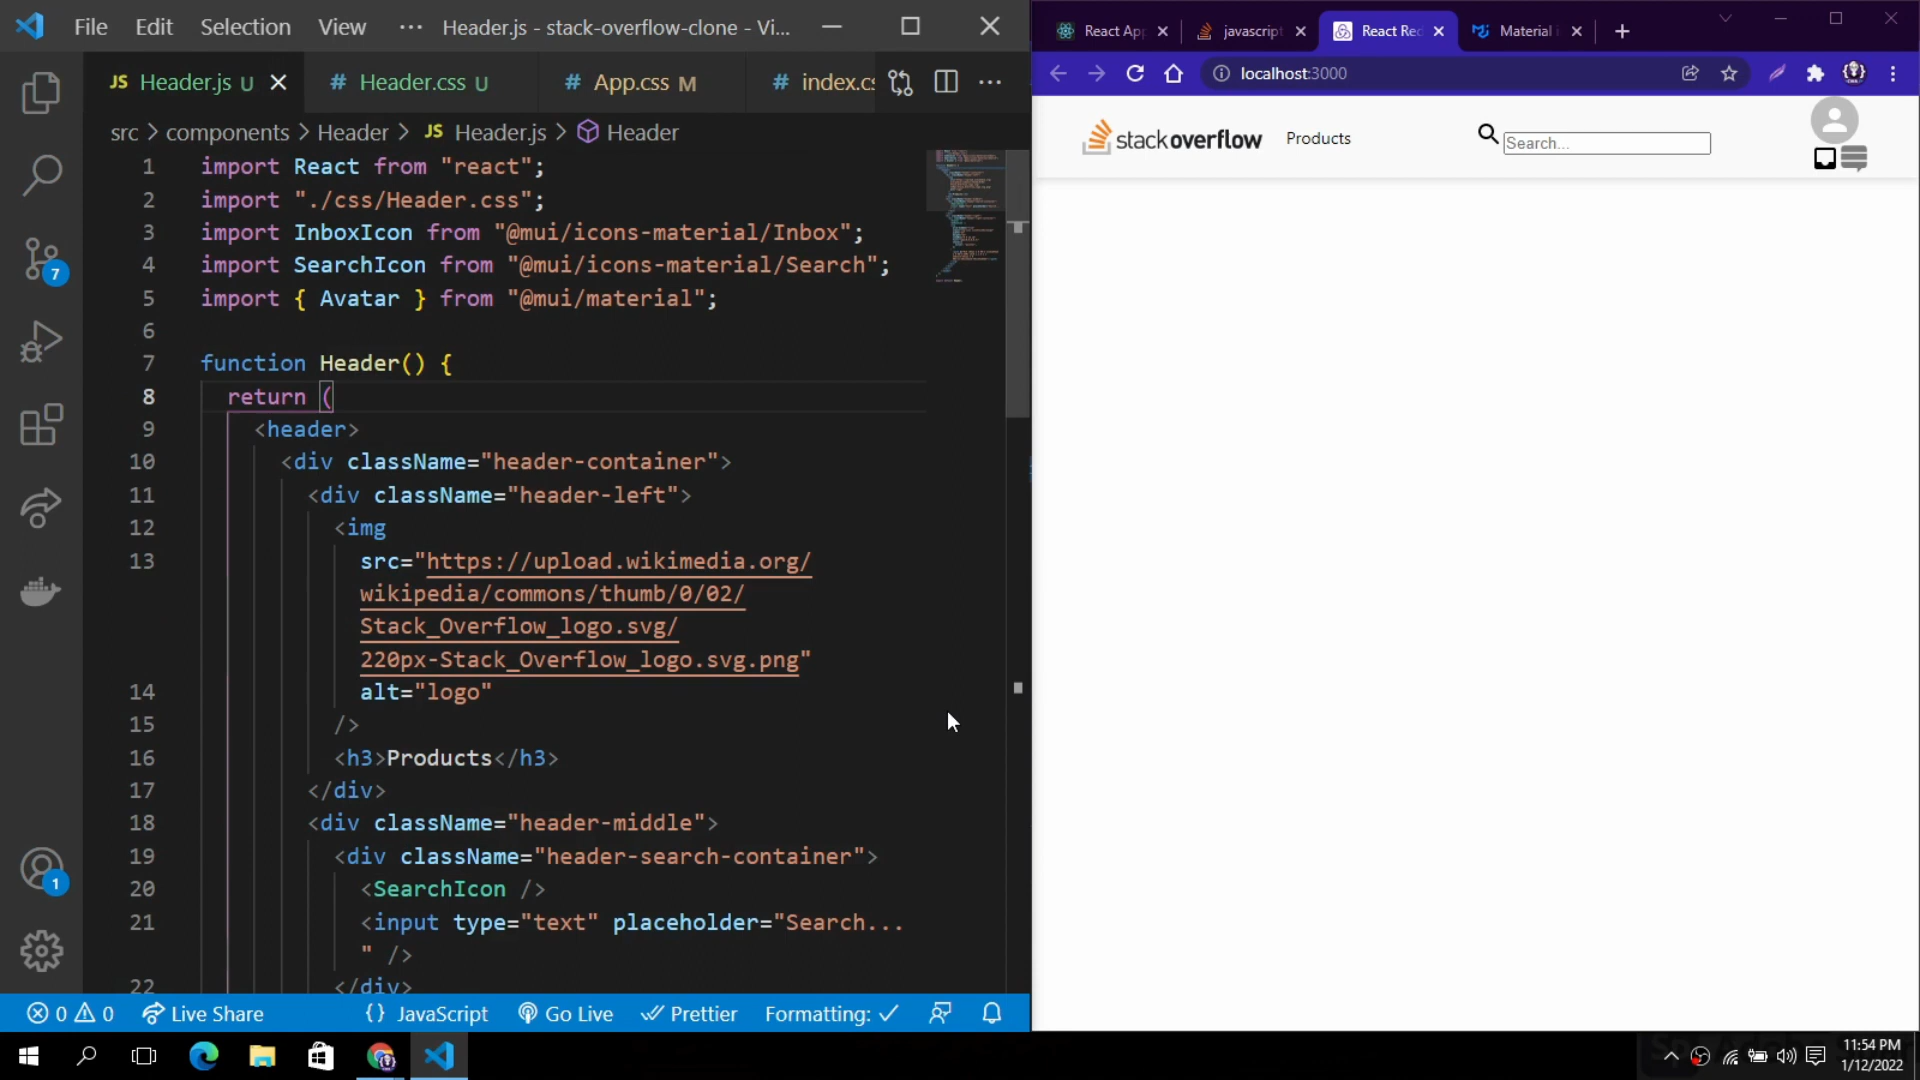 File Edit Selection View ··· Header.js - stack-overflow-clone - Vi...
JS Header.js U # Header.css U # App.css M # index.cs ···
src > components > Header > JS Header.js > Header
1 import React from "react";
2 import "./css/Header.css";
3 import InboxIcon from "@mui/icons-material/Inbox";
4 import SearchIcon from "@mui/icons-material/Search";
5 import { Avatar } from "@mui/material";
6
7 function Header() {
8 return (
9 <header>
10 <div className="header-container">
11 <div className="header-left">
12 <img
13 src="https://upload.wikimedia.org/
wikipedia/commons/thumb/0/02/
Stack_Overflow_logo.svg/
220px-Stack_Overflow_logo.svg.png"
14 alt="logo"
15 />
16 <h3>Products</h3>
17 </div>
18 <div className="header-middle">
19 <div className="header-search-container">
20 <SearchIcon />
21 <input type="text" placeholder="Search...
" />
22 </div>
7
1
0 0 Live Share {} JavaScript Go Live Prettier Formatting: ✓
React App javascript React Red Material
localhost:3000
stackoverflow Products Search...
11:54 PM
1/12/2022